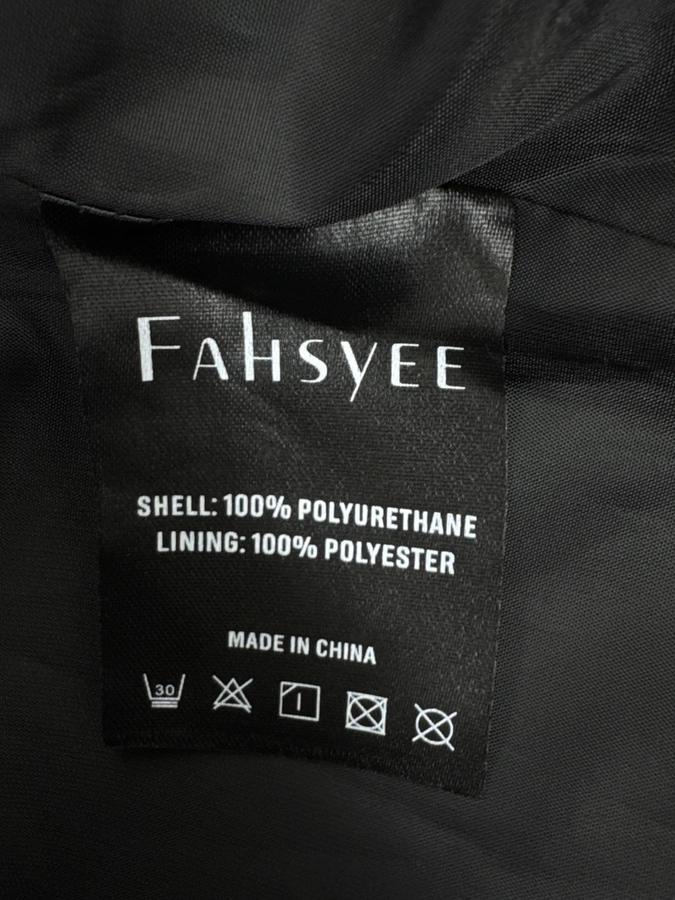 FAHSYEE
SHELL: 100% POLYURETHANE
LINING: 100% POLYESTER
MADE IN CHINA
30